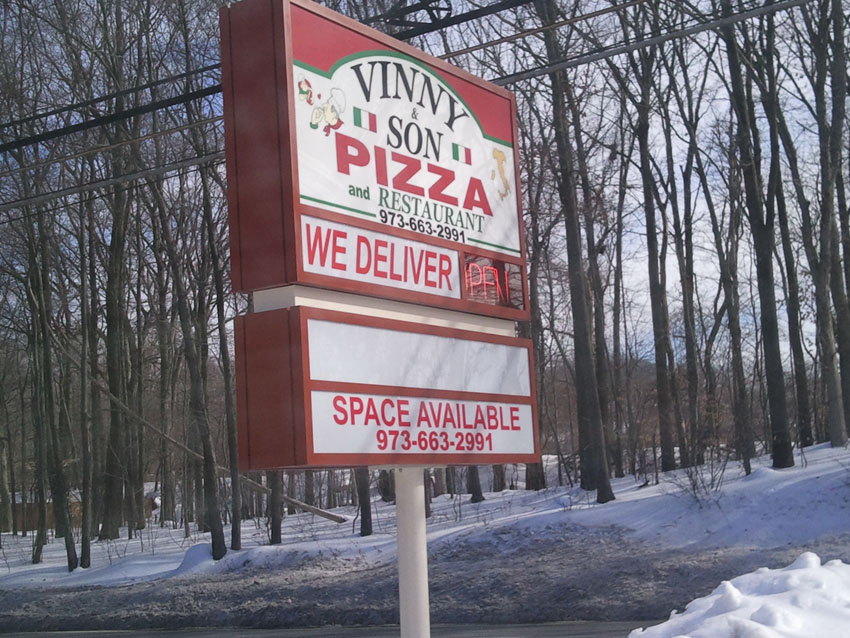 VINNY
&
SON
PIZZA
and RESTAURANT
973-663-2991
WE DELIVER
OPEN
SPACE AVAILABLE
973-663-2991